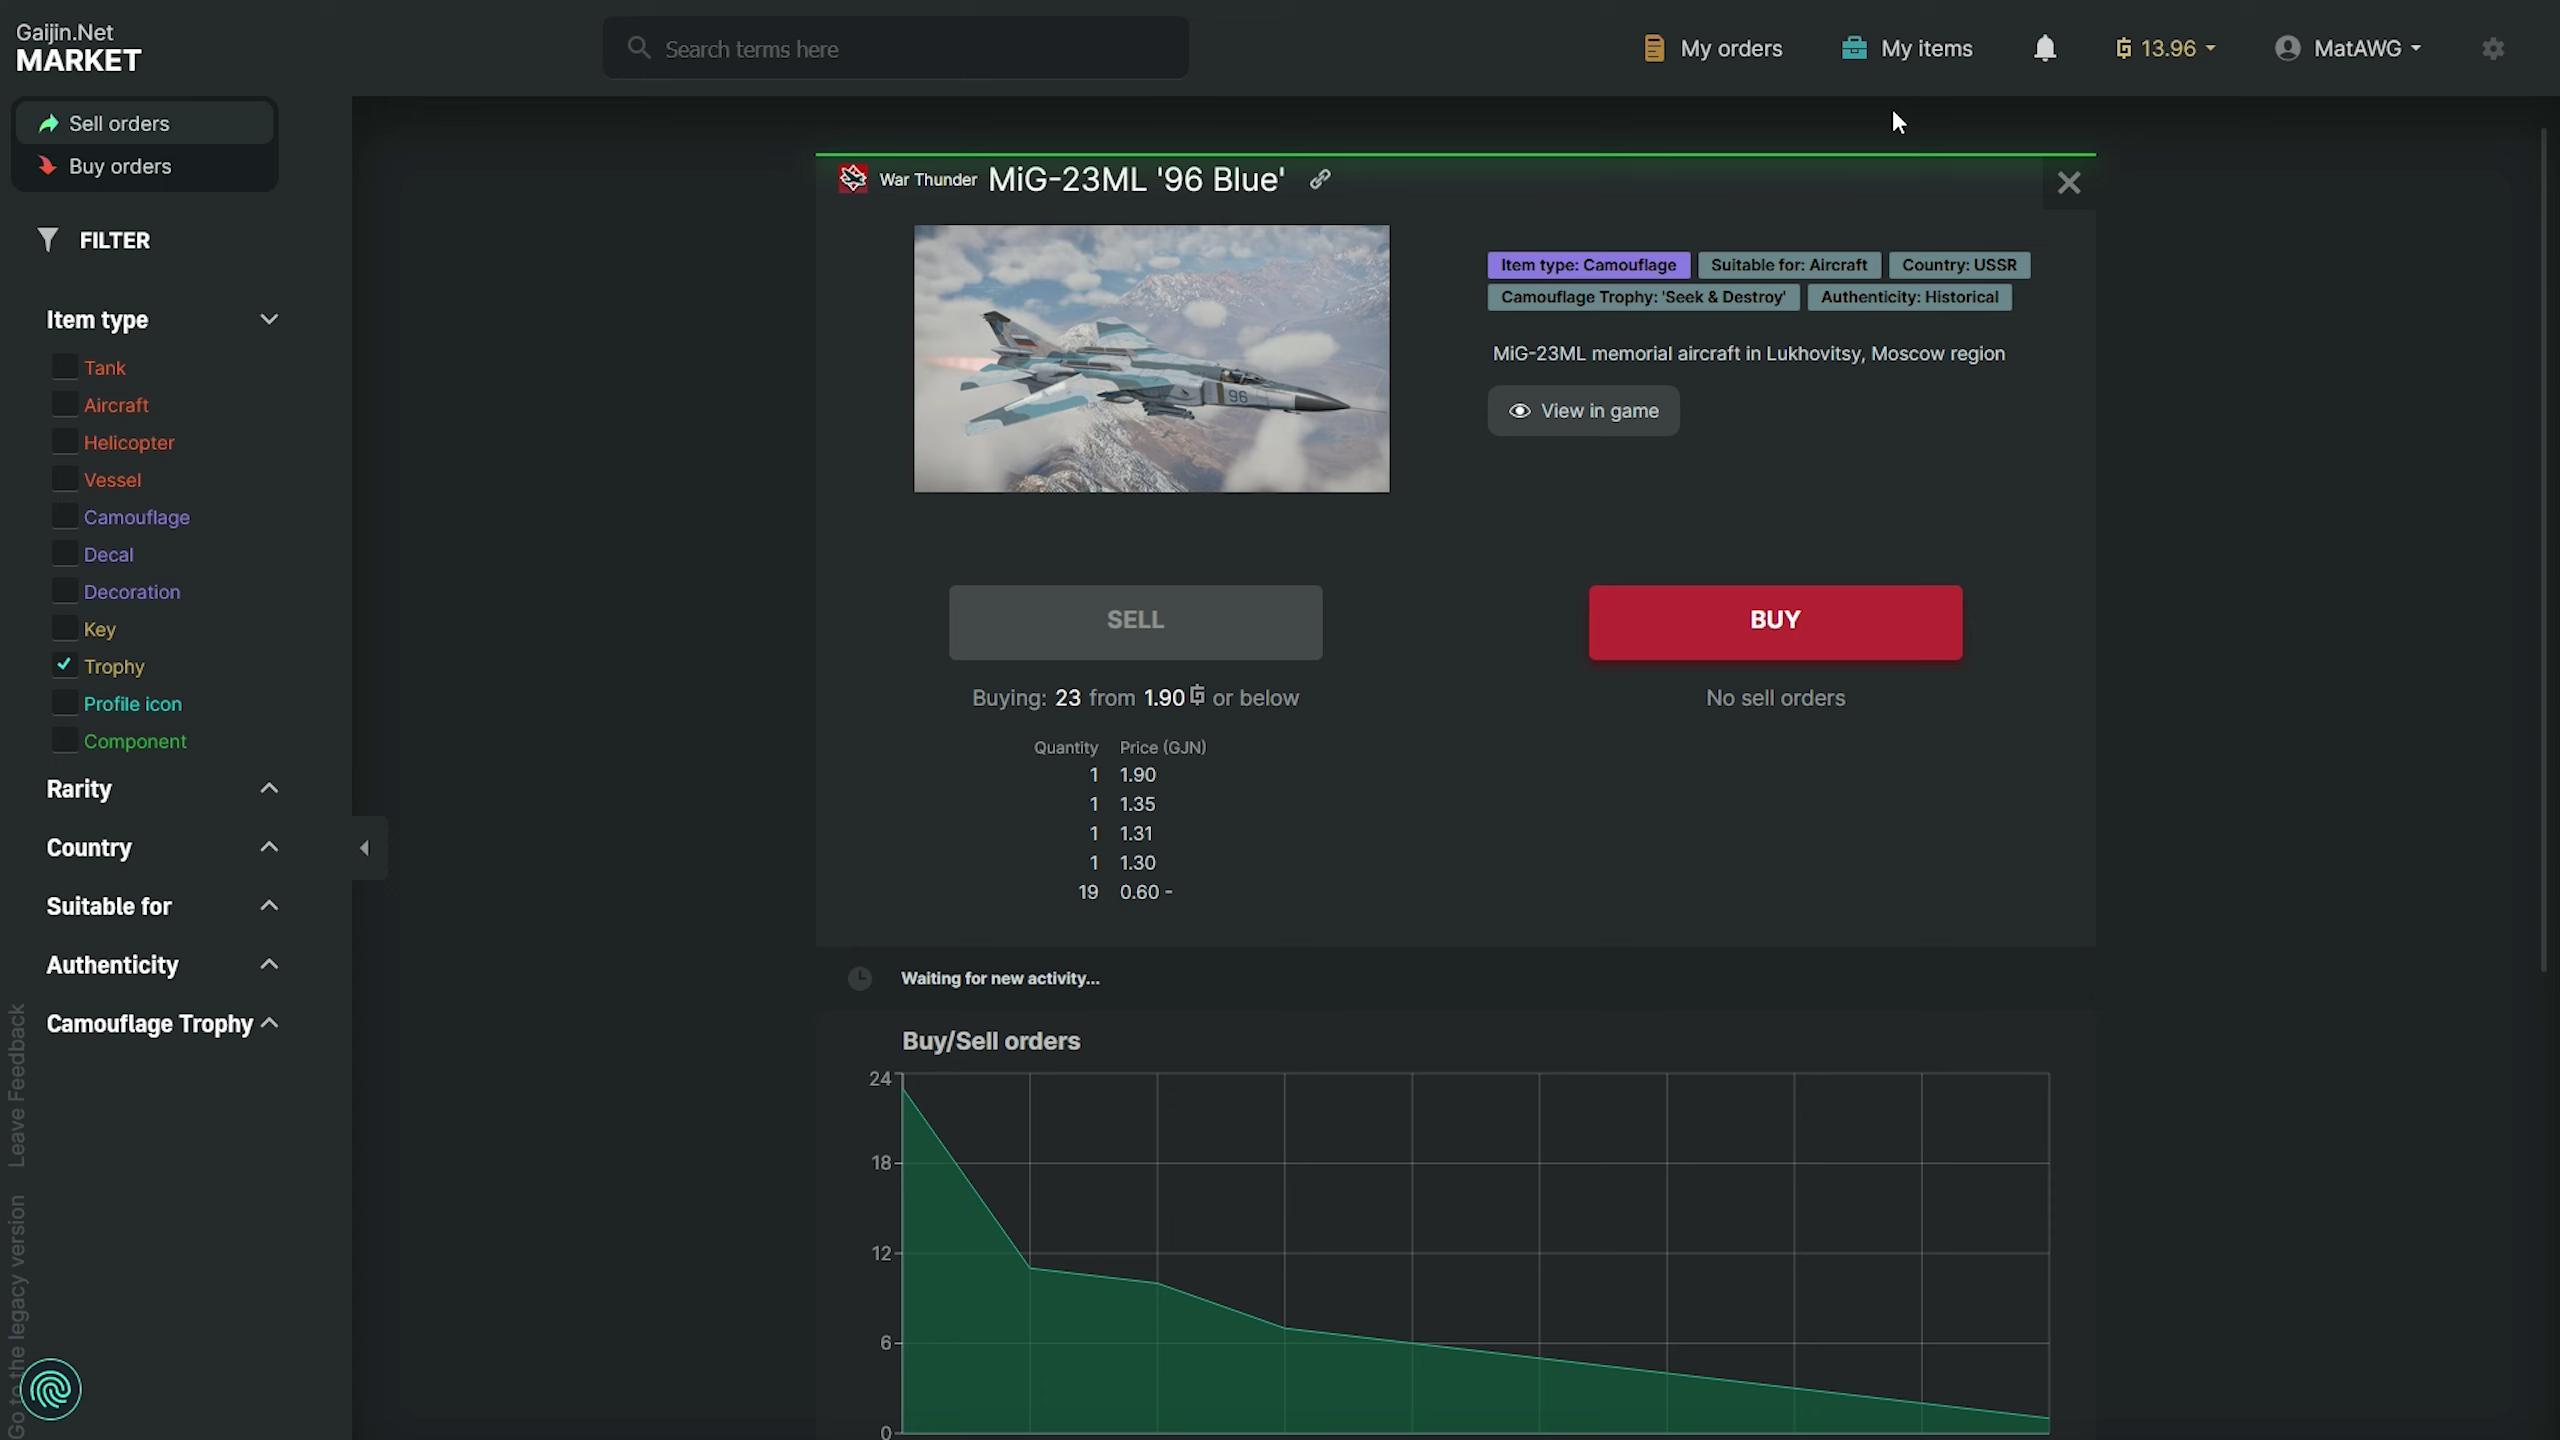 Gaijin.Net
MARKET
Search terms here
My orders
My items
13.96
MatAWG
Sell orders
Buy orders
FILTER
Item type
Tank
Aircraft
Helicopter
Vessel
Camouflage
Decal
Decoration
Key
Trophy
Profile icon
Component
Rarity
Country
Suitable for
Authenticity
Camouflage Trophy
Leave Feedback
Go to the legacy version
War Thunder MiG-23ML '96 Blue'
96
Item type: Camouflage Suitable for: Aircraft Country: USSR
Camouflage Trophy: 'Seek & Destroy' Authenticity: Historical
MiG-23ML memorial aircraft in Lukhovitsy, Moscow region
View in game
SELL
Buying: 23 from 1.90 or below
Quantity Price (GJN)
1 1.90
1 1.35
1 1.31
1 1.30
19 0.60 -
BUY
No sell orders
Waiting for new activity...
Buy/Sell orders
24
18
12
6
0